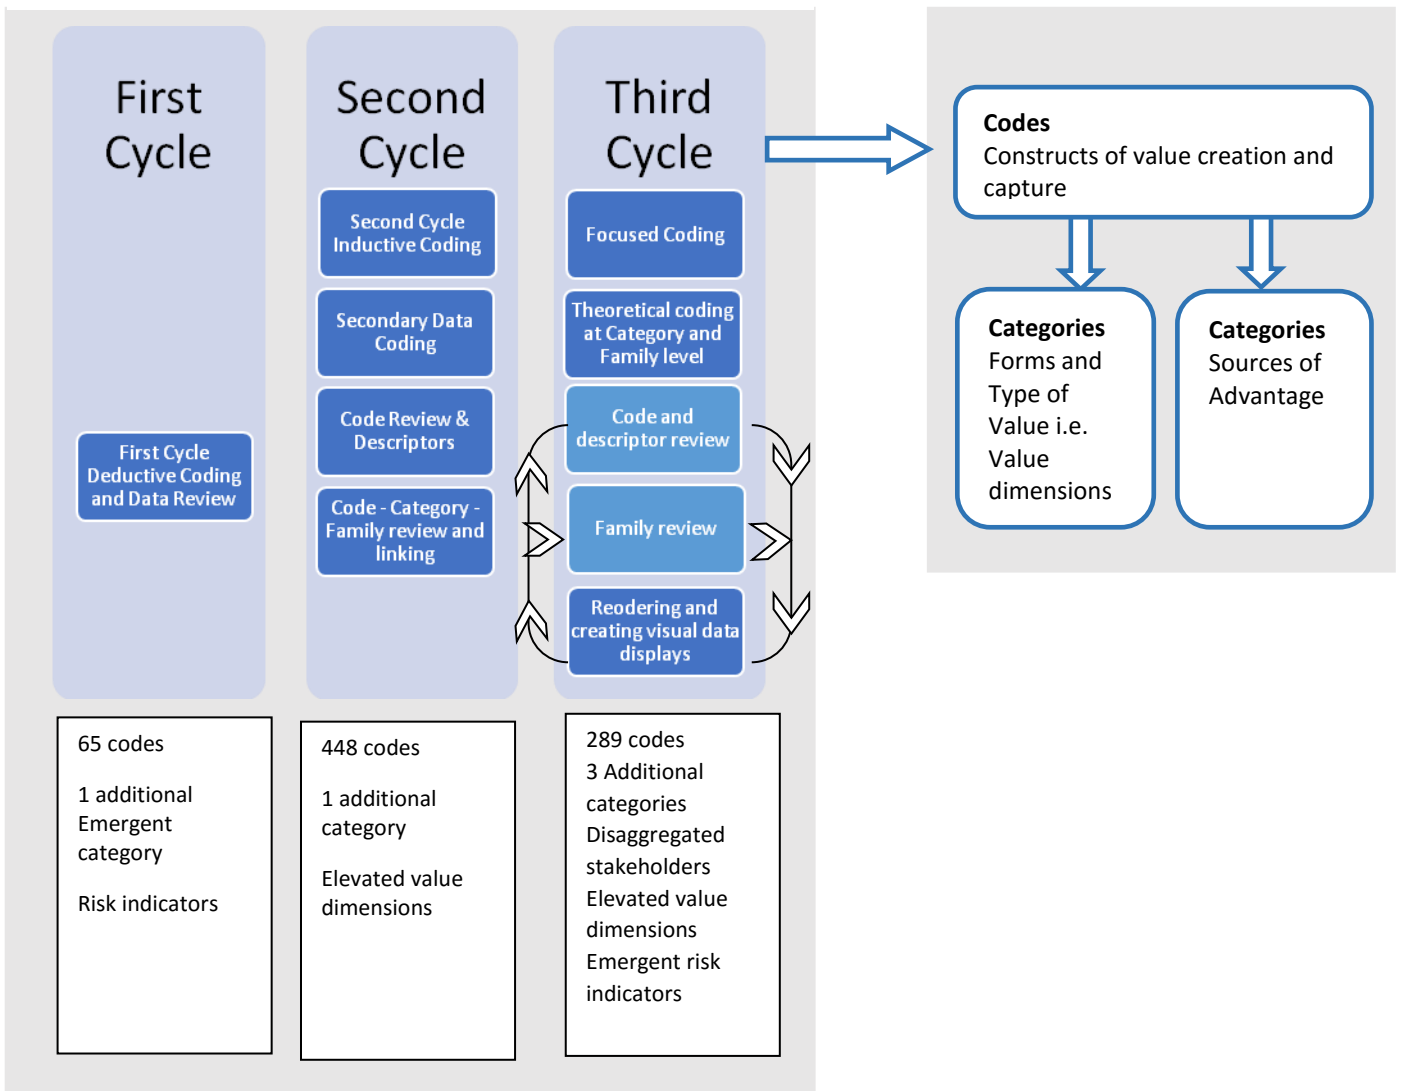 First
Cycle
First Cycle
Deductive Coding
and Data Review
65 codes
1 additional
Emergent
category
Risk indicators
Second
Cycle
Second Cycle
Inductive Coding
Secondary Data
Coding
Code Review &
Descriptors
Code - Category -
Family review and
linking
448 codes
1 additional
category
Elevated value
dimensions
Third
Cycle
Focused Coding
Theoretical coding
at Category and
Family level
Code and
descriptor review
Family review
Reodering and
creating visual data
displays
289 codes
3 Additional
categories
Disaggregated
stakeholders
Elevated value
dimensions
Emergent risk
indicators
Codes
Constructs of value creation and
capture
Categories
Forms and
Type of
Value i.e.
Value
dimensions
Categories
Sources of
Advantage